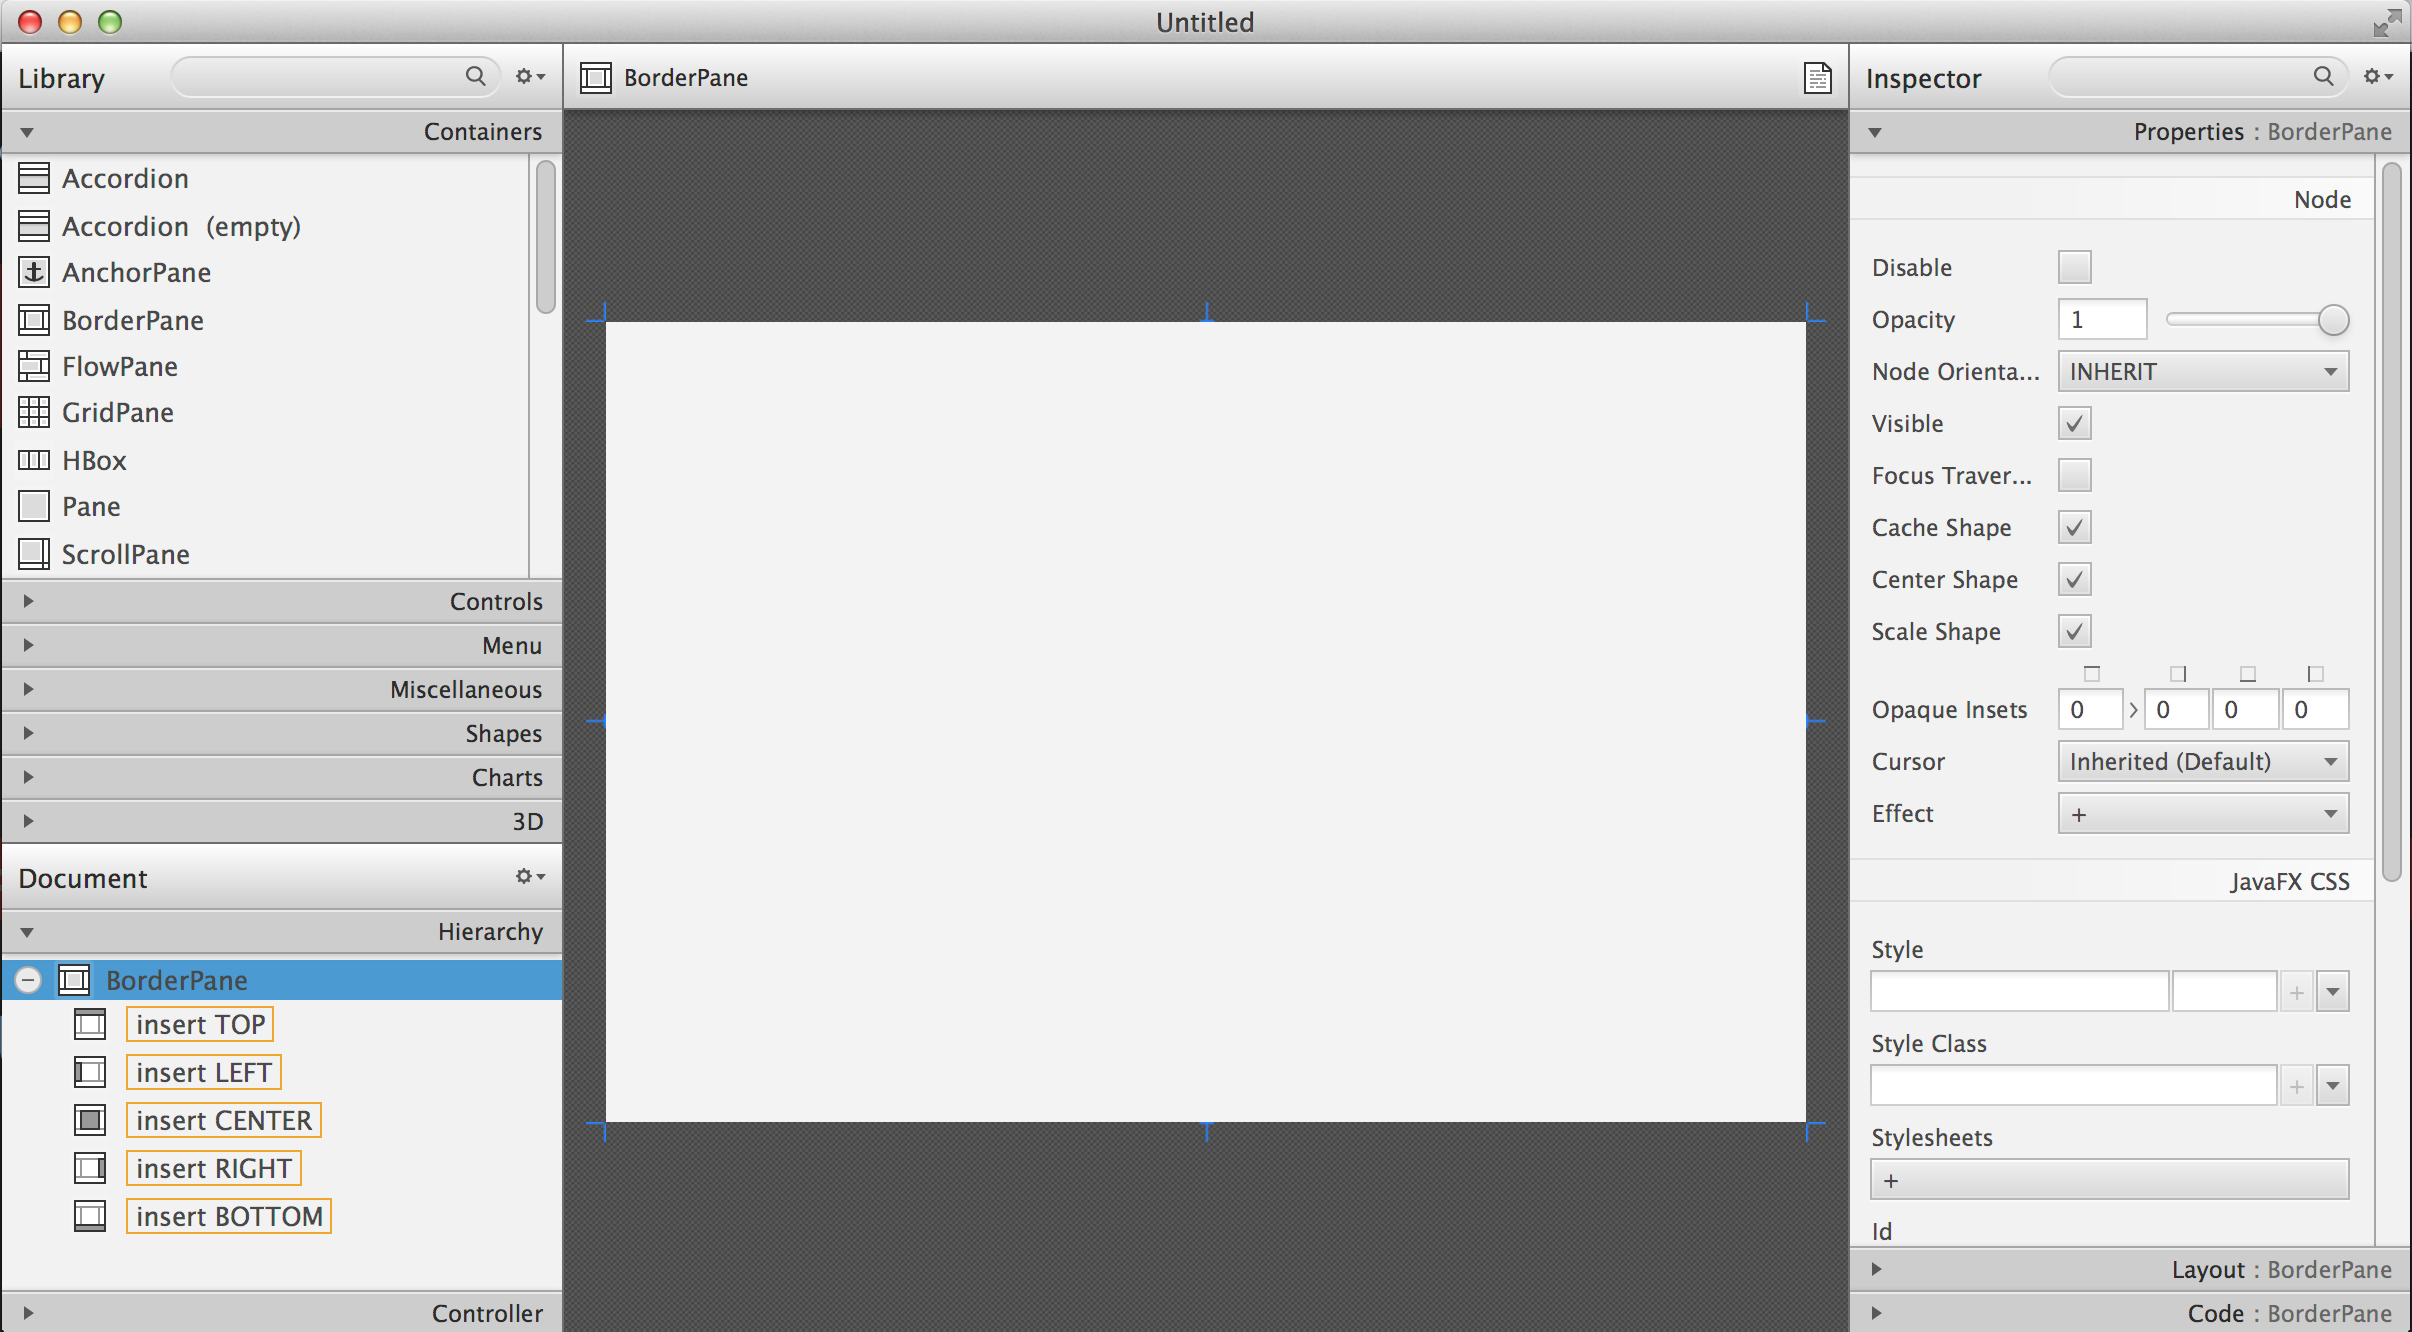 Untitled
Library
Containers
Accordion
Accordion (empty)
AnchorPane
BorderPane
FlowPane
GridPane
HBox
Pane
ScrollPane
Controls
Menu
Miscellaneous
Shapes
Charts
3D
Document
Hierarchy
BorderPane
insert TOP
insert LEFT
insert CENTER
insert RIGHT
insert BOTTOM
Controller
BorderPane
Inspector
Properties : BorderPane
Node
Disable
Opacity 1
Node Orienta... INHERIT
Visible
Focus Traver...
Cache Shape
Center Shape
Scale Shape
Opaque Insets 0 > 0 0 0
Cursor Inherited (Default)
Effect +
JavaFX CSS
Style
+
Style Class
+
Stylesheets
+
Id
Layout : BorderPane
Code : BorderPane